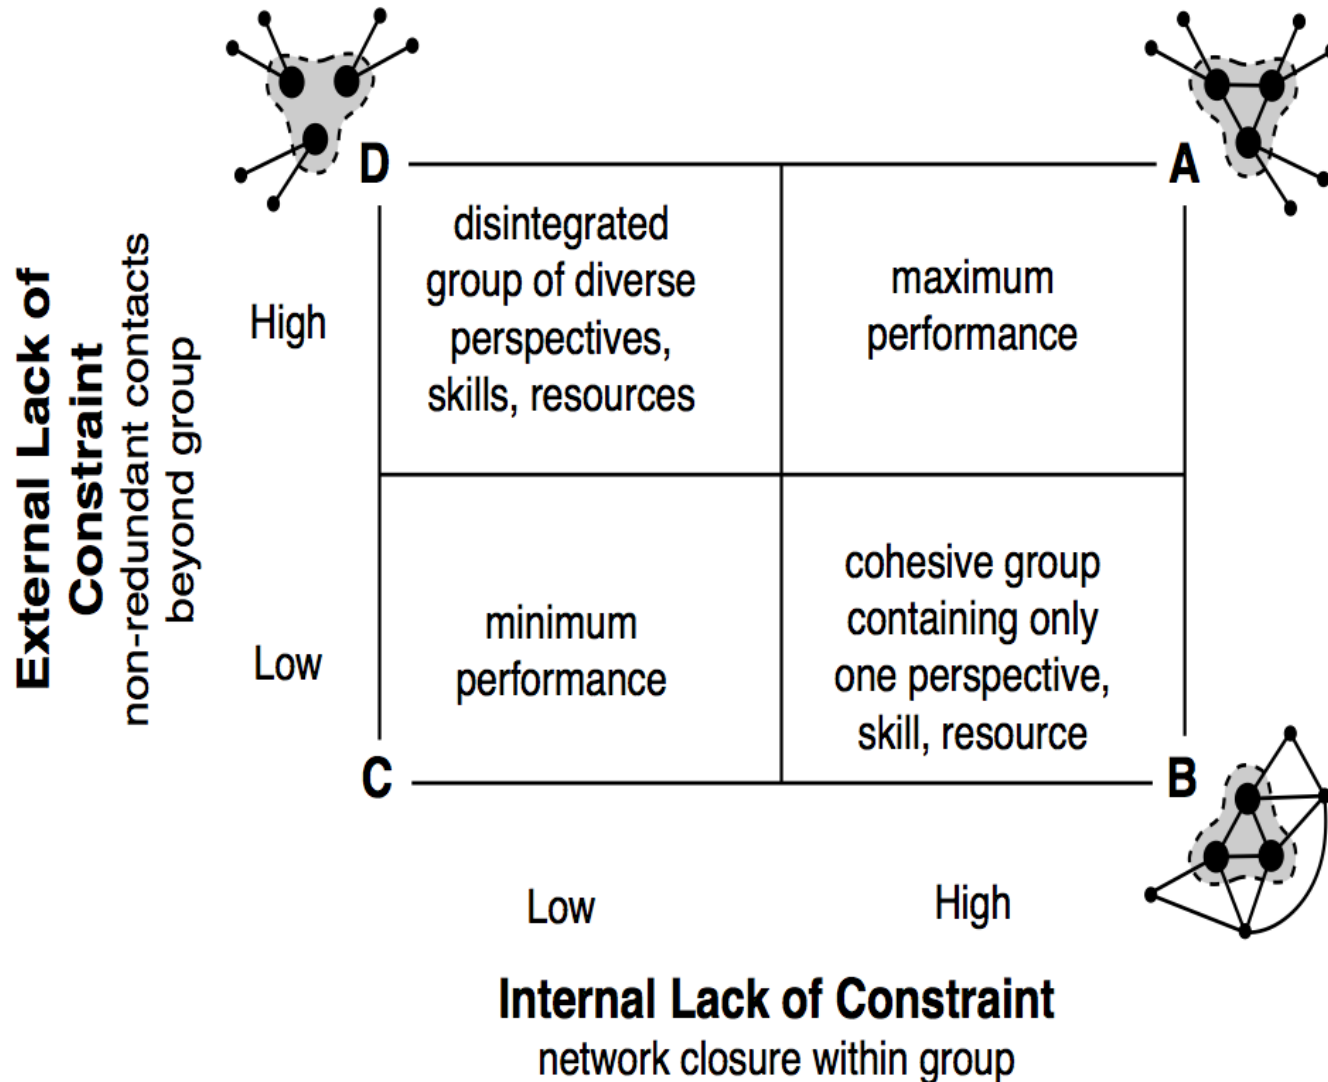 D
A
disintegrated
group of diverse
perspectives,
skills, resources
maximum
performance
High
External Lack of
Constraint
non-redundant contacts
beyond group
Low
minimum
performance
cohesive group
containing only
one perspective,
skill, resource
C
B
Low
High
Internal Lack of Constraint
network closure within group